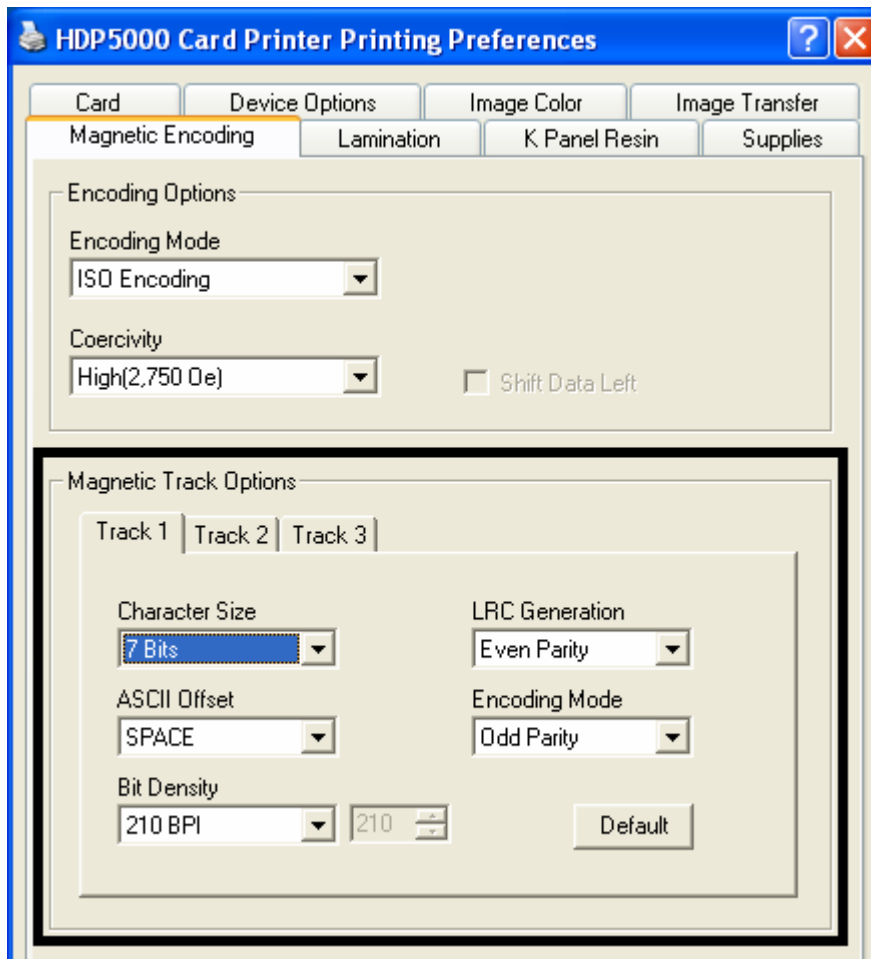 HDP5000 Card Printer Printing Preferences
Card Device Options Image Color Image Transfer
Magnetic Encoding Lamination K Panel Resin Supplies
Encoding Options
Encoding Mode
ISO Encoding
Coercivity
High(2,750 Oe) Shift Data Left
Magnetic Track Options
Track 1 Track 2 Track 3
Character Size LRC Generation
7 Bits Even Parity
ASCII Offset Encoding Mode
SPACE Odd Parity
Bit Density
210 BPI 210 Default